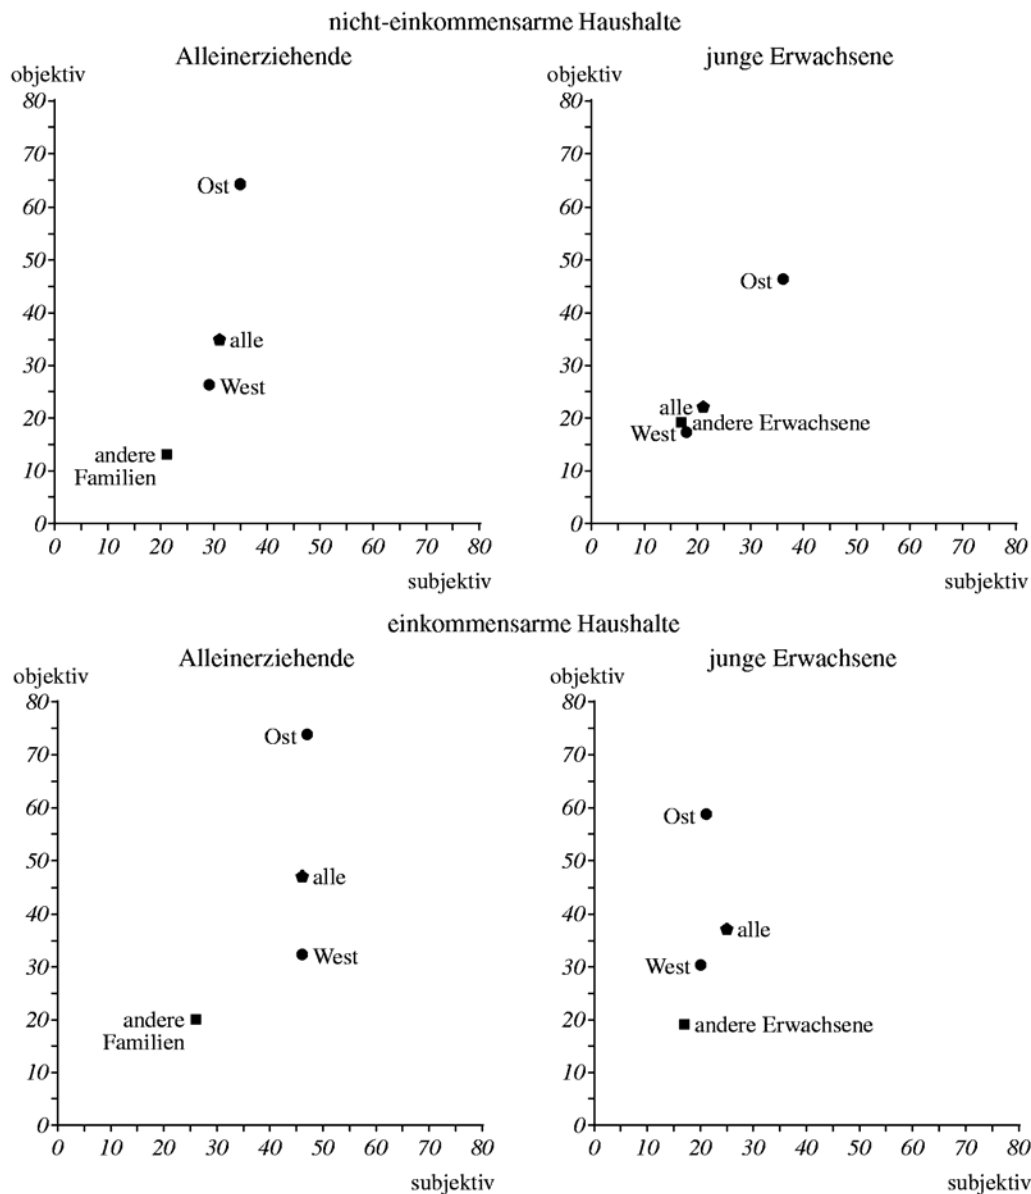 nicht-einkommensarme Haushalte
Alleinerziehende
objektiv
80
70
60
50
40
30
20
10
0
Ost
alle
West
andere
Familien
0 10 20 30 40 50 60 70 80
subjektiv
junge Erwachsene
objektiv
80
70
60
50
40
30
20
10
0
Ost
alle
andere Erwachsene
West
0 10 20 30 40 50 60 70 80
subjektiv
einkommensarme Haushalte
Alleinerziehende
objektiv
80
70
60
50
40
30
20
10
0
Ost
alle
West
andere
Familien
0 10 20 30 40 50 60 70 80
subjektiv
junge Erwachsene
objektiv
80
70
60
50
40
30
20
10
0
Ost
alle
West
andere Erwachsene
0 10 20 30 40 50 60 70 80
subjektiv